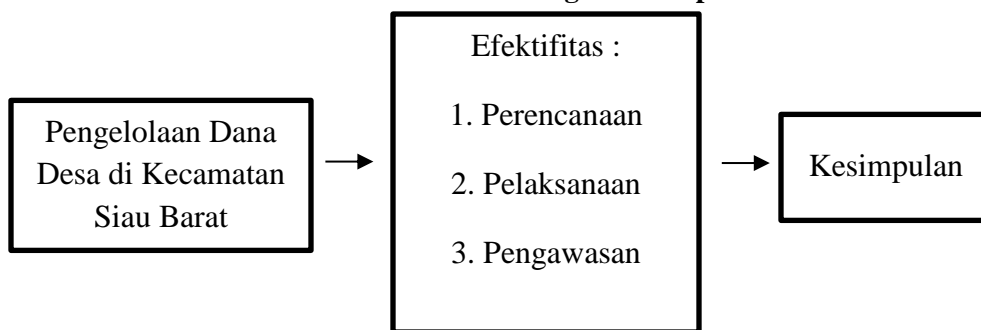 Pengelolaan Dana
Desa di Kecamatan
Siau Barat
Efektifitas :
1. Perencanaan
2. Pelaksanaan
3. Pengawasan
Kesimpulan